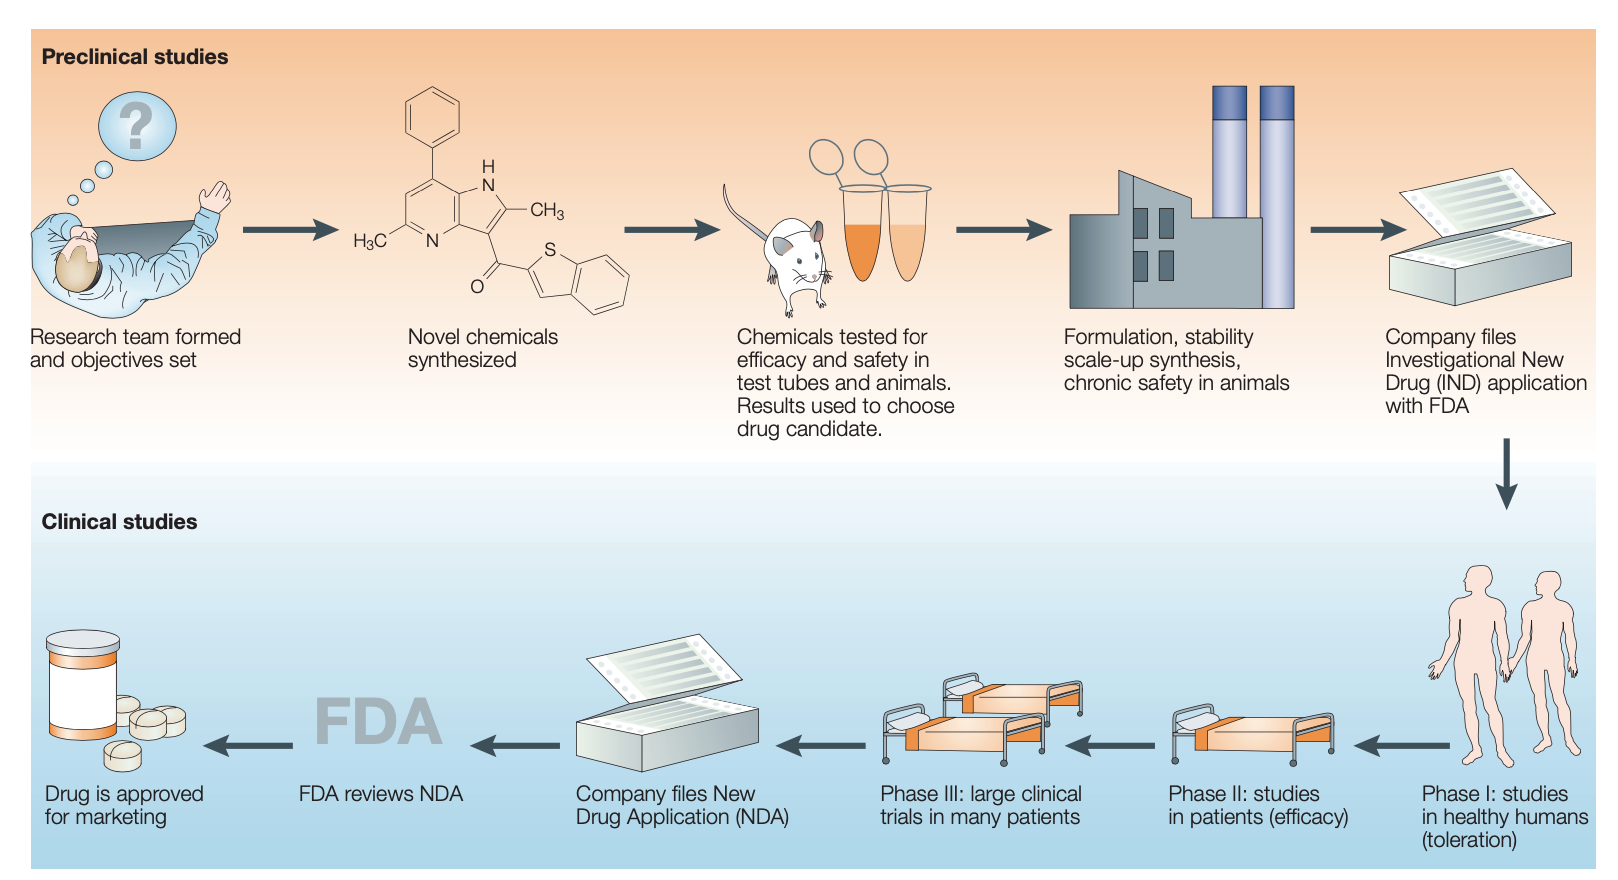 Preclinical studies
?
H
N
CH3
H3C
N
S
O
Research team formed
and objectives set
Novel chemicals
synthesized
Chemicals tested for
efficacy and safety in
test tubes and animals.
Results used to choose
drug candidate.
Formulation, stability
scale-up synthesis,
chronic safety in animals
Company files
Investigational New
Drug (IND) application
with FDA
Clinical studies
Phase I: studies
in healthy humans
(toleration)
Phase II: studies
in patients (efficacy)
Phase III: large clinical
trials in many patients
Company files New
Drug Application (NDA)
FDA
FDA reviews NDA
Drug is approved
for marketing